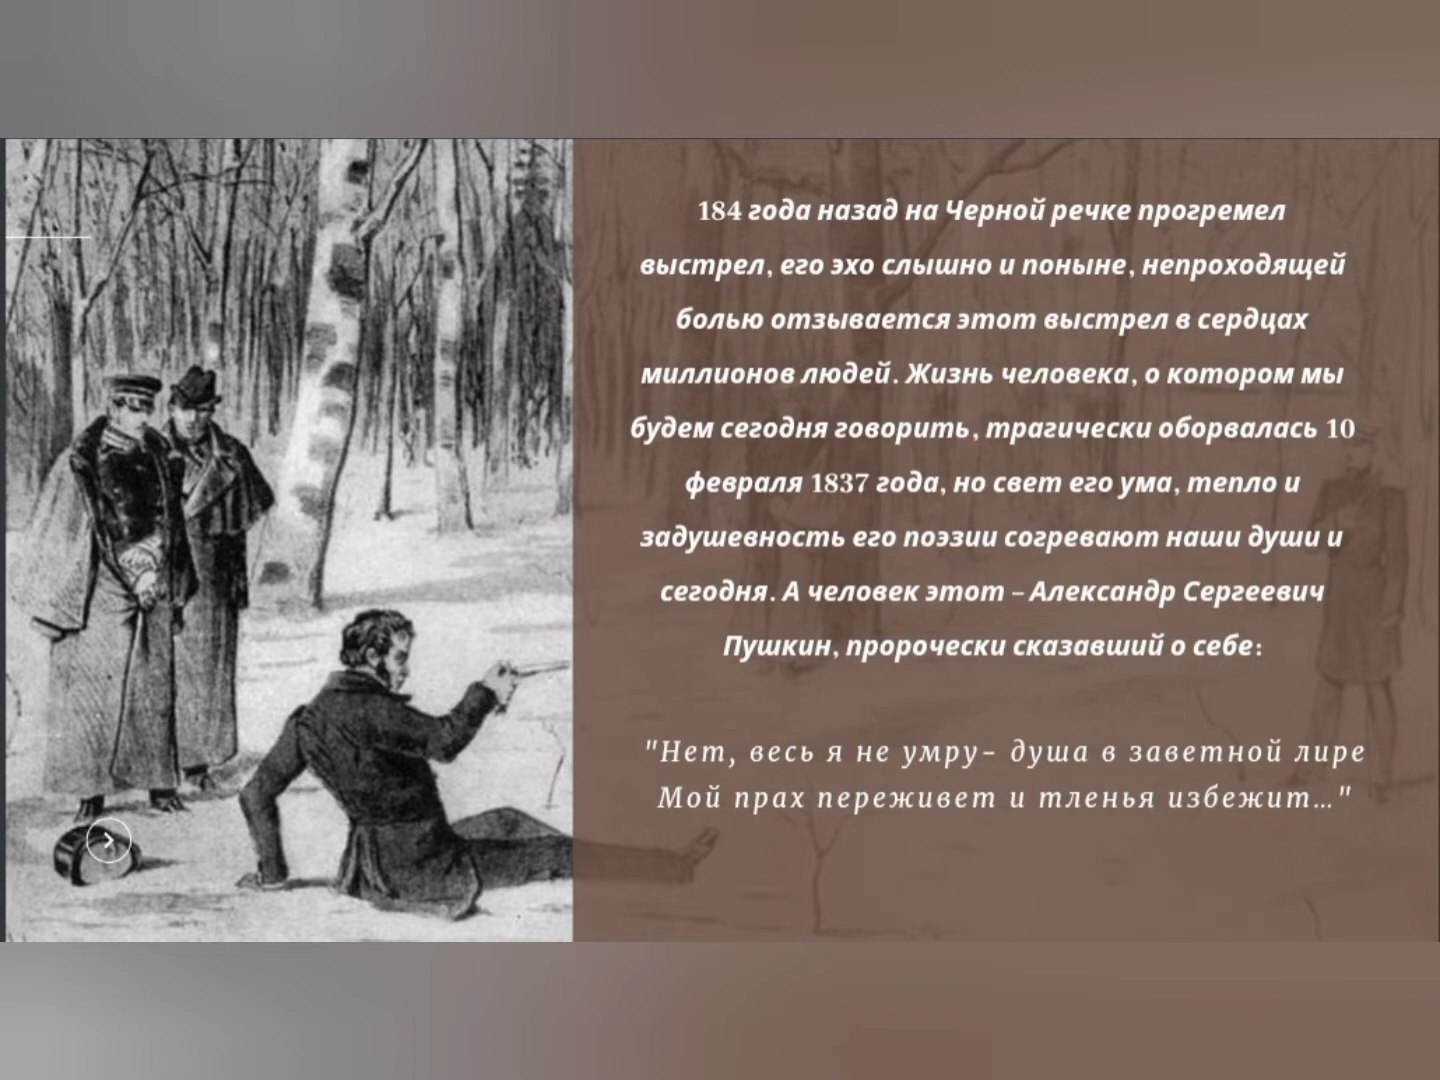 184 года назад на Черной речке прогремел
выстрел, его эхо слышно и поныне, непроходящей
болью отзывается этот выстрел в сердцах
миллионов людей. Жизнь человека, о котором мы
будем сегодня говорить, трагически оборвалась 10
февраля 1837 года, но свет его ума, тепло и
задушевность его поэзии согревают наши души и
сегодня. А человек этот – Александр Сергеевич
Пушкин, пророчески сказавший о себе:
"Нет, весь я не умру– душа в заветной лире
Мой прах переживет и тленья избежит..."